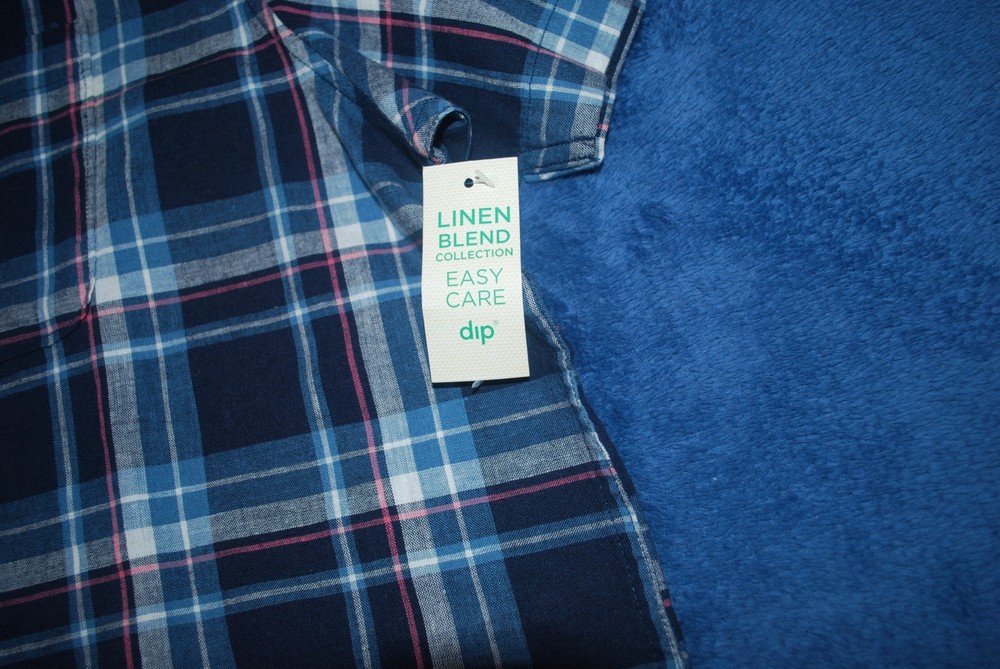 LINEN
BLEND
COLLECTION
EASY
CARE
dip®